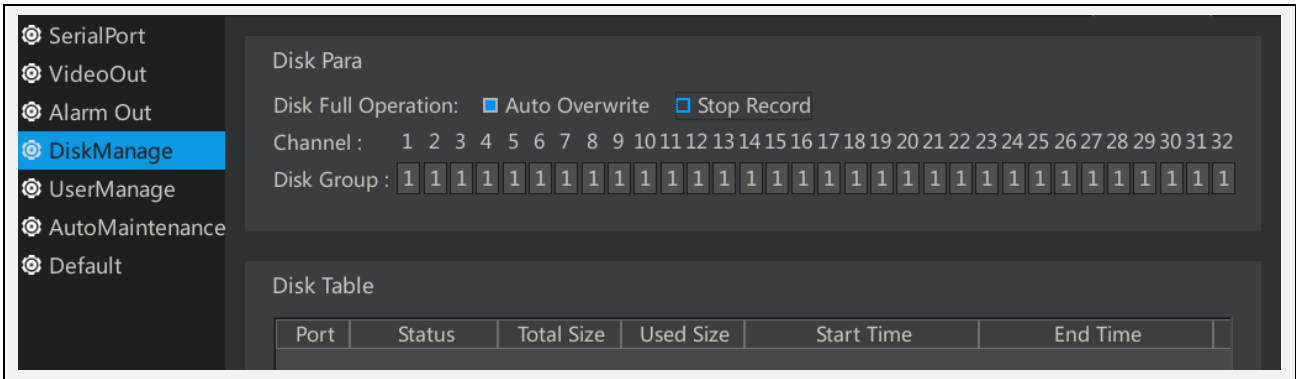 SerialPort
VideoOut
Alarm Out
DiskManage
UserManage
AutoMaintenance
Default
Disk Para
Disk Full Operation: Auto Overwrite Stop Record
Channel : 1 2 3 4 5 6 7 8 9 10 11 12 13 14 15 16 17 18 19 20 21 22 23 24 25 26 27 28 29 30 31 32
Disk Group : 1 1 1 1 1 1 1 1 1 1 1 1 1 1 1 1 1 1 1 1 1 1 1 1 1 1 1 1 1 1 1 1
Disk Table
Port Status Total Size Used Size Start Time End Time